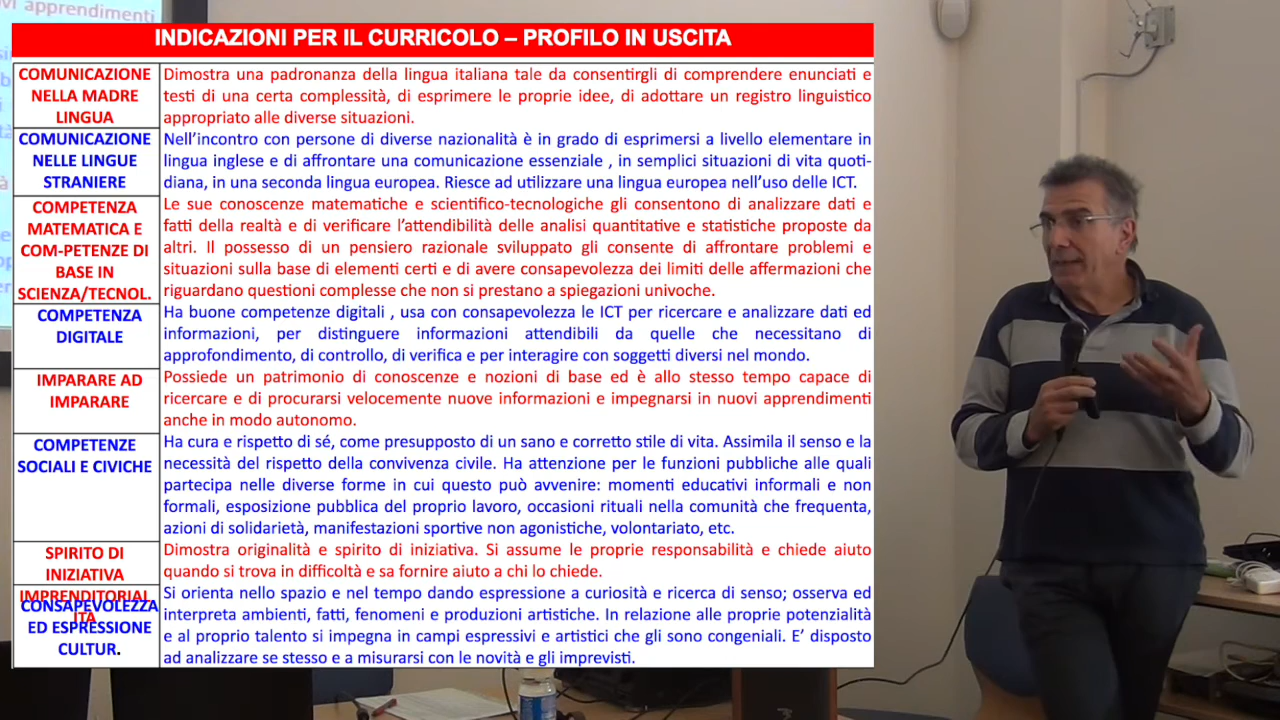 vi apprendimenti
INDICAZIONI PER IL CURRICOLO – PROFILO IN USCITA
COMUNICAZIONE
NELLA MADRE
LINGUA
Dimostra una padronanza della lingua italiana tale da consentirgli di comprendere enunciati e
testi di una certa complessità, di esprimere le proprie idee, di adottare un registro linguistico
appropriato alle diverse situazioni.
COMUNICAZIONE
NELLE LINGUE
STRANIERE
Nell’incontro con persone di diverse nazionalità è in grado di esprimersi a livello elementare in
lingua inglese e di affrontare una comunicazione essenziale , in semplici situazioni di vita quoti-
diana, in una seconda lingua europea. Riesce ad utilizzare una lingua europea nell’uso delle ICT.
COMPETENZA
MATEMATICA E
COM-PETENZE DI
BASE IN
SCIENZA/TECNOL.
Le sue conoscenze matematiche e scientifico-tecnologiche gli consentono di analizzare dati e
fatti della realtà e di verificare l’attendibilità delle analisi quantitative e statistiche proposte da
altri. Il possesso di un pensiero razionale sviluppato gli consente di affrontare problemi e
situazioni sulla base di elementi certi e di avere consapevolezza dei limiti delle affermazioni che
riguardano questioni complesse che non si prestano a spiegazioni univoche.
COMPETENZA
DIGITALE
Ha buone competenze digitali , usa con consapevolezza le ICT per ricercare e analizzare dati ed
informazioni, per distinguere informazioni attendibili da quelle che necessitano di
approfondimento, di controllo, di verifica e per interagire con soggetti diversi nel mondo.
IMPARARE AD
IMPARARE
Possiede un patrimonio di conoscenze e nozioni di base ed è allo stesso tempo capace di
ricercare e di procurarsi velocemente nuove informazioni e impegnarsi in nuovi apprendimenti
anche in modo autonomo.
COMPETENZE
SOCIALI E CIVICHE
Ha cura e rispetto di sé, come presupposto di un sano e corretto stile di vita. Assimila il senso e la
necessità del rispetto della convivenza civile. Ha attenzione per le funzioni pubbliche alle quali
partecipa nelle diverse forme in cui questo può avvenire: momenti educativi informali e non
formali, esposizione pubblica del proprio lavoro, occasioni rituali nella comunità che frequenta,
azioni di solidarietà, manifestazioni sportive non agonistiche, volontariato, etc.
SPIRITO DI
INIZIATIVA
IMPRENDITORIAL
ITA
Dimostra originalità e spirito di iniziativa. Si assume le proprie responsabilità e chiede aiuto
quando si trova in difficoltà e sa fornire aiuto a chi lo chiede.
CONSAPEVOLEZZA
ED ESPRESSIONE
CULTUR.
Si orienta nello spazio e nel tempo dando espressione a curiosità e ricerca di senso; osserva ed
interpreta ambienti, fatti, fenomeni e produzioni artistiche. In relazione alle proprie potenzialità
e al proprio talento si impegna in campi espressivi e artistici che gli sono congeniali. E’ disposto
ad analizzare se stesso e a misurarsi con le novità e gli imprevisti.